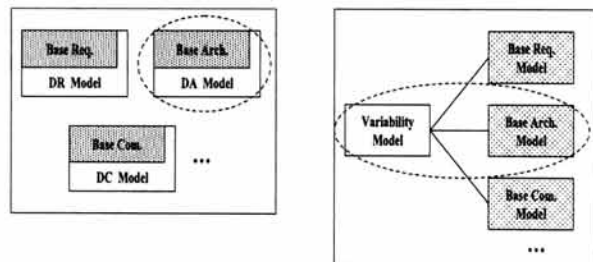 Base Req.
DR Model
Base Arch.
DA Model
Base Com.
DC Model
...
Variability
Model
Base Req.
Model
Base Arch.
Model
Base Com.
Model
...